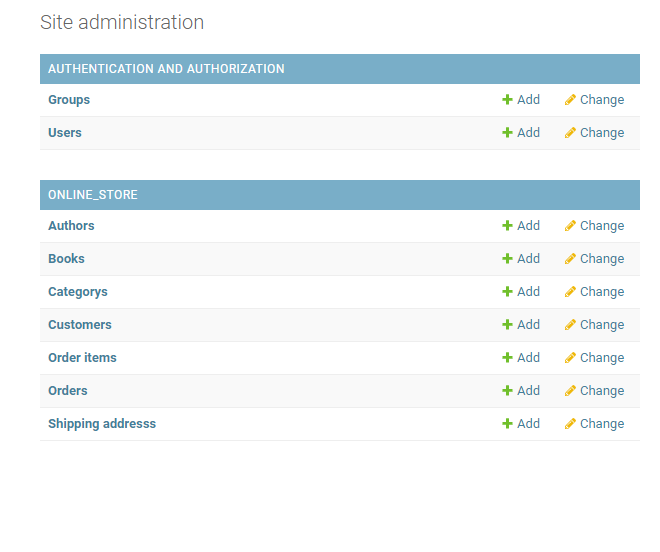 Site administration
AUTHENTICATION AND AUTHORIZATION
Groups Add Change
Users Add Change
ONLINE_STORE
Authors Add Change
Books Add Change
Categorys Add Change
Customers Add Change
Order items Add Change
Orders Add Change
Shipping addresss Add Change